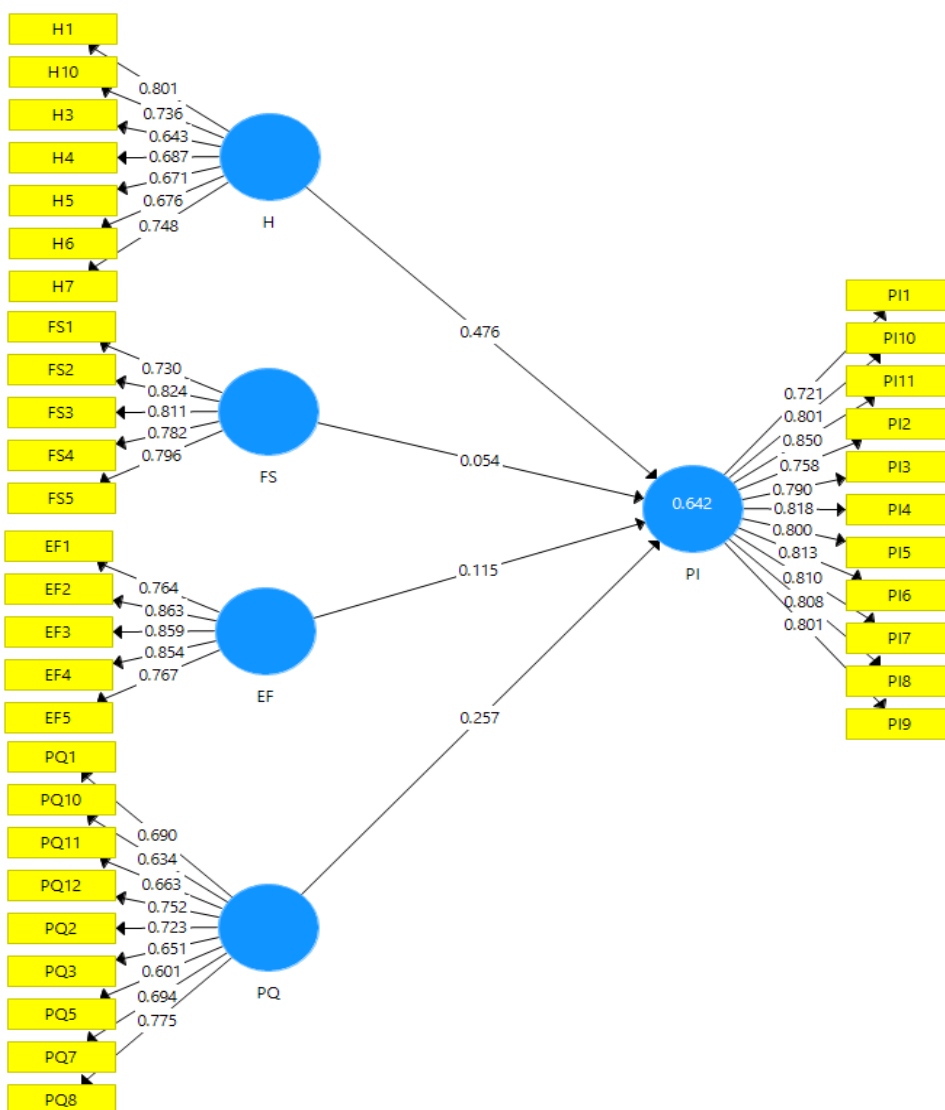 H1
H10
H3
H4
H5
H6
H7
0.801
0.736
0.643
0.687
0.671
0.676
0.748
H
FS1
FS2
FS3
FS4
FS5
0.730
0.824
0.811
0.782
0.796
FS
EF1
EF2
EF3
EF4
EF5
0.764
0.863
0.859
0.854
0.767
EF
PQ1
PQ10
PQ11
PQ12
PQ2
PQ3
PQ5
PQ7
PQ8
0.690
0.634
0.663
0.752
0.723
0.651
0.601
0.694
0.775
PQ
0.476
0.054
0.115
0.257
0.642
PI
0.721
0.801
0.850
0.758
0.790
0.818
0.800
0.813
0.810
0.808
0.801
PI1
PI10
PI11
PI2
PI3
PI4
PI5
PI6
PI7
PI8
PI9